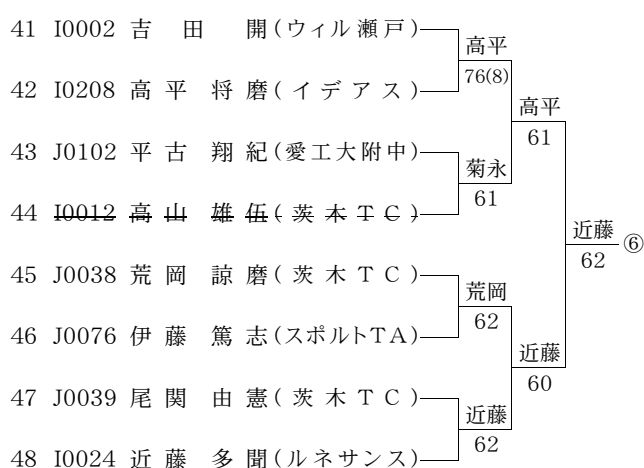 41 I0002 吉田 開(ウィル瀬戸)
高平
76(8)
42 I0208 高平 将磨(イデアス)
高平
61
43 J0102 平古 翔紀(愛工大附中)
菊永
61
44 I0012 高山 雄伍(茨木TC)
近藤 ⑥
62
45 J0038 荒岡 諒磨(茨木TC)
荒岡
62
46 J0076 伊藤 篤志(スポルトTA)
近藤
60
47 J0039 尾関 由憲(茨木TC)
近藤
62
48 I0024 近藤 多聞(ルネサンス)